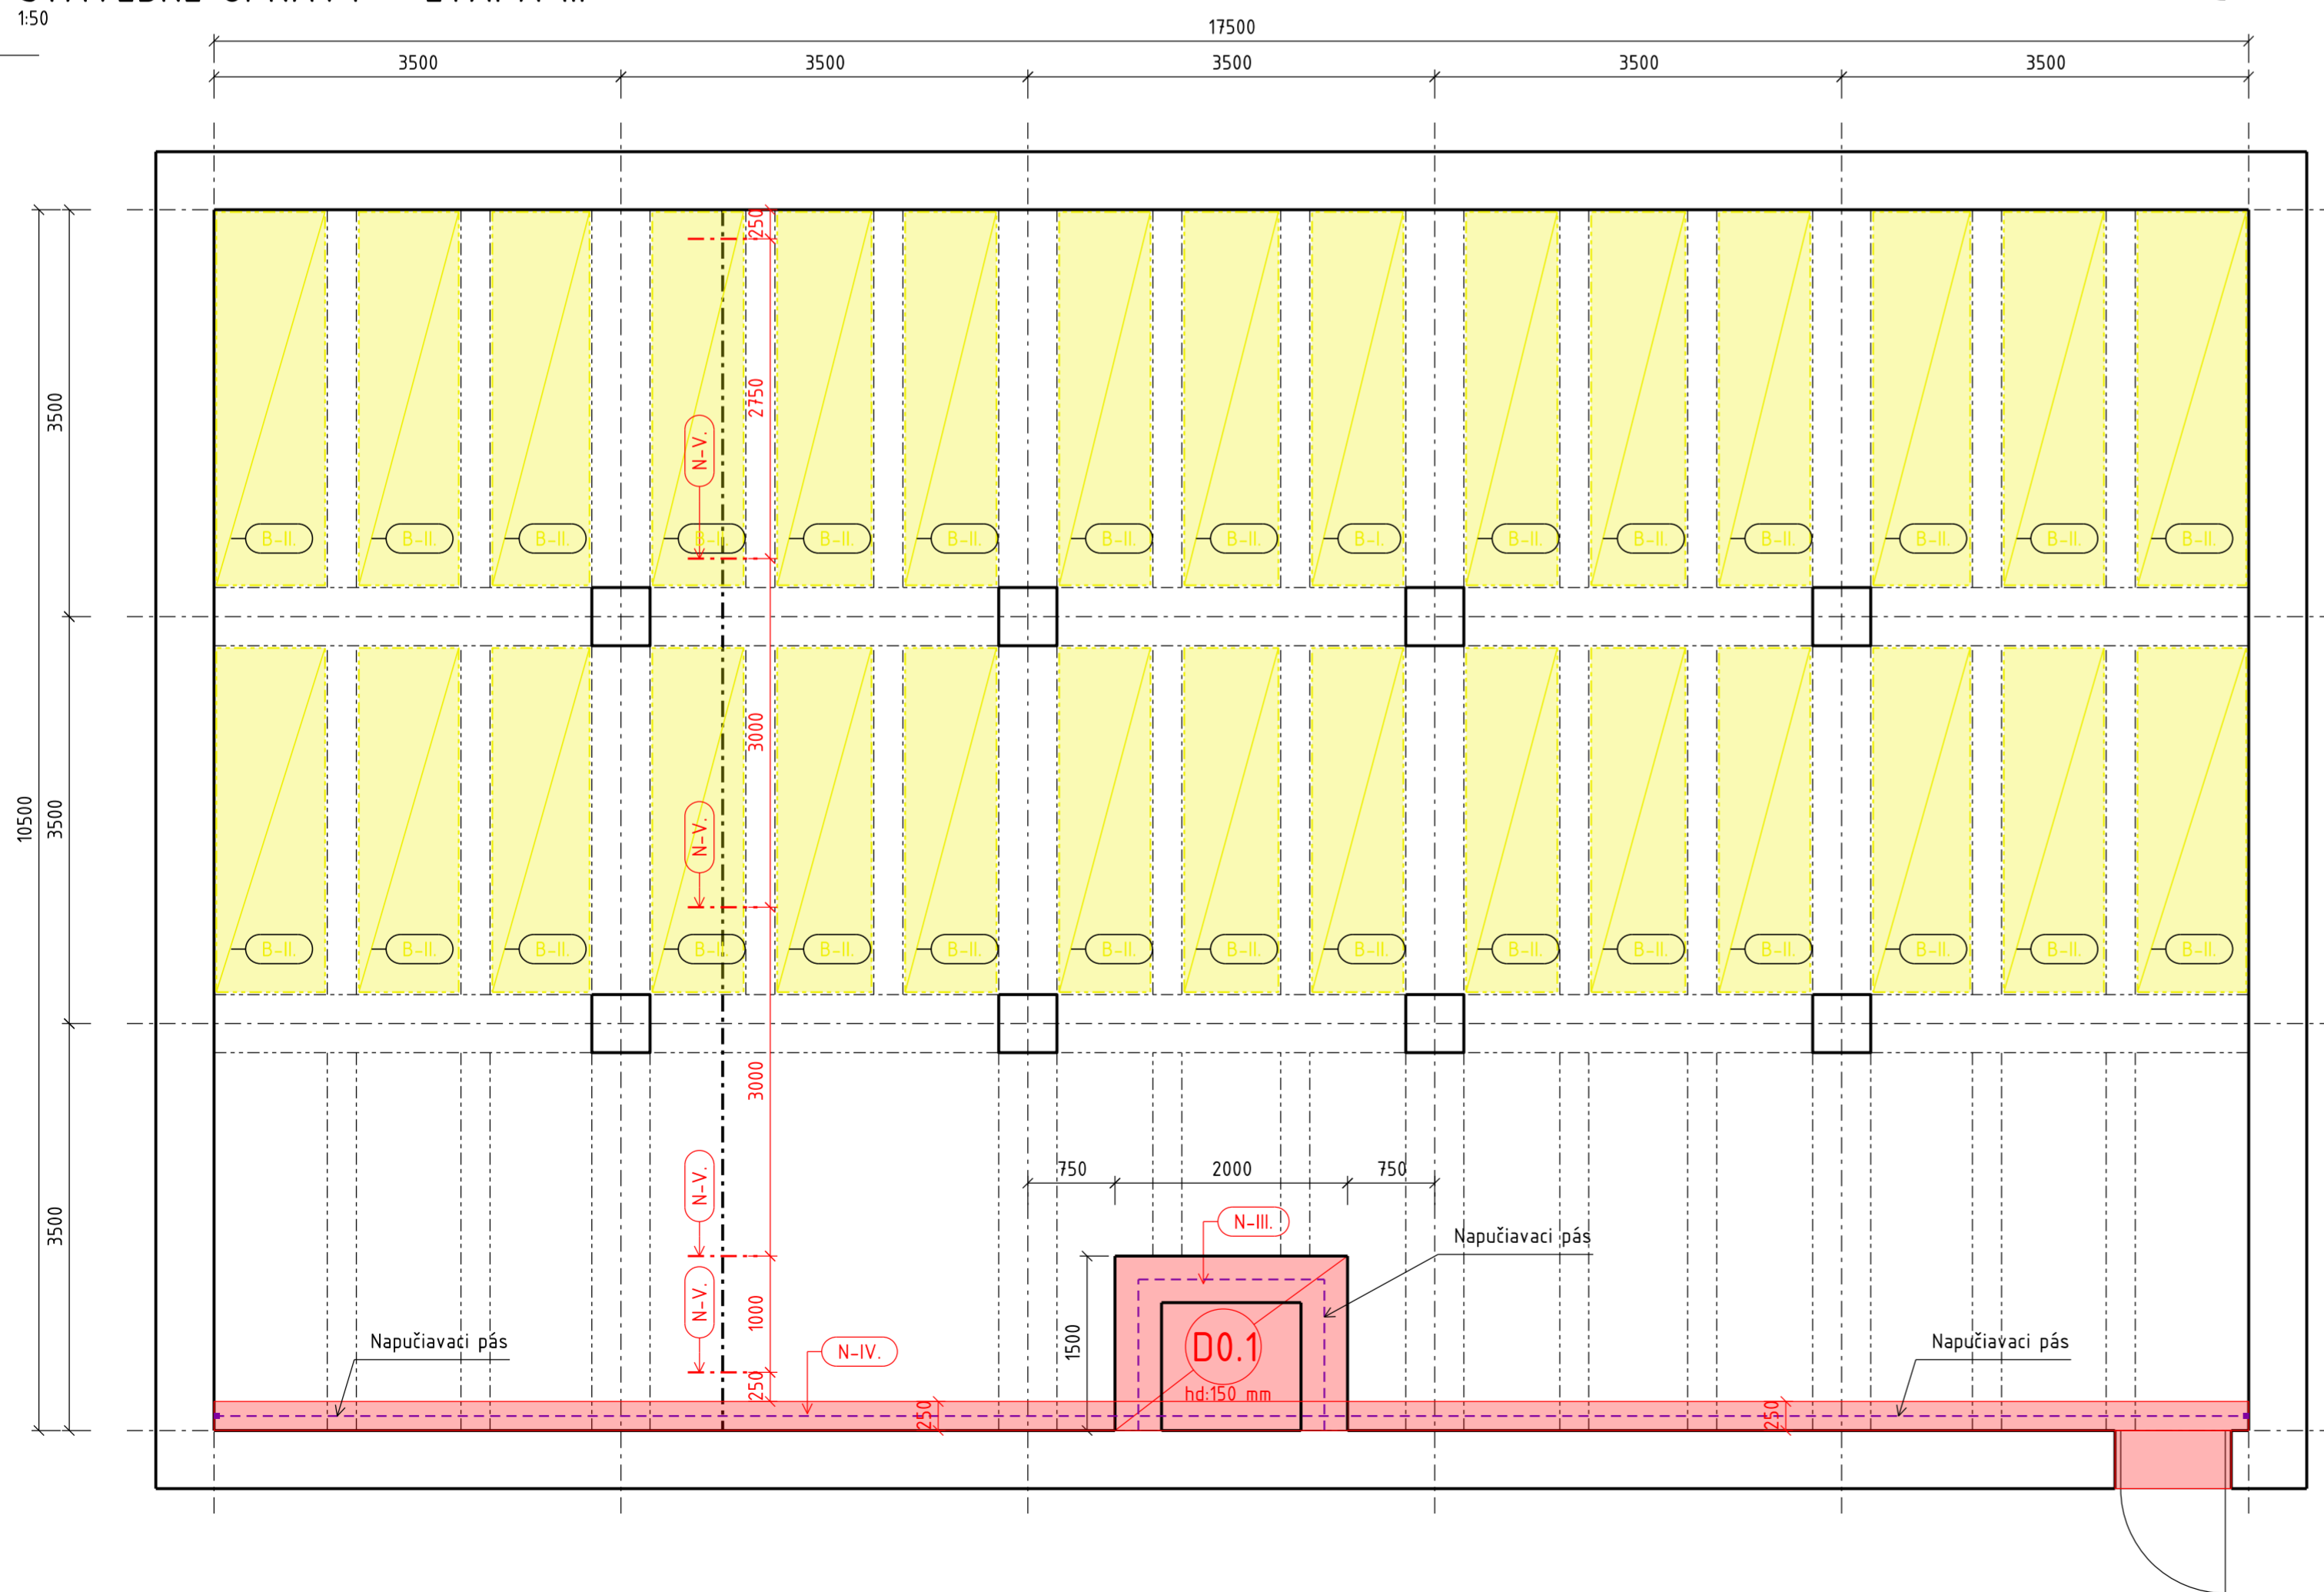 1:50
17500
3500 3500 3500 3500 3500
250
2750
3500
N-V.
B-II. B-II. B-II. B-II. B-II. B-II. B-II. B-II. B-I. B-II. B-II. B-II. B-II. B-II. B-II.
3000
10500
3500
N-V.
B-II. B-II. B-II. B-II. B-II. B-II. B-II. B-II. B-II. B-II. B-II. B-II. B-II. B-II. B-II.
3000
750 2000 750
N-V.
3500
N-III.
Napučiavaci pás
N-V.
1000
1500
D0.1
hd:150 mm
Napučiavaci pás
N-IV.
Napučiavaci pás
250
250
250